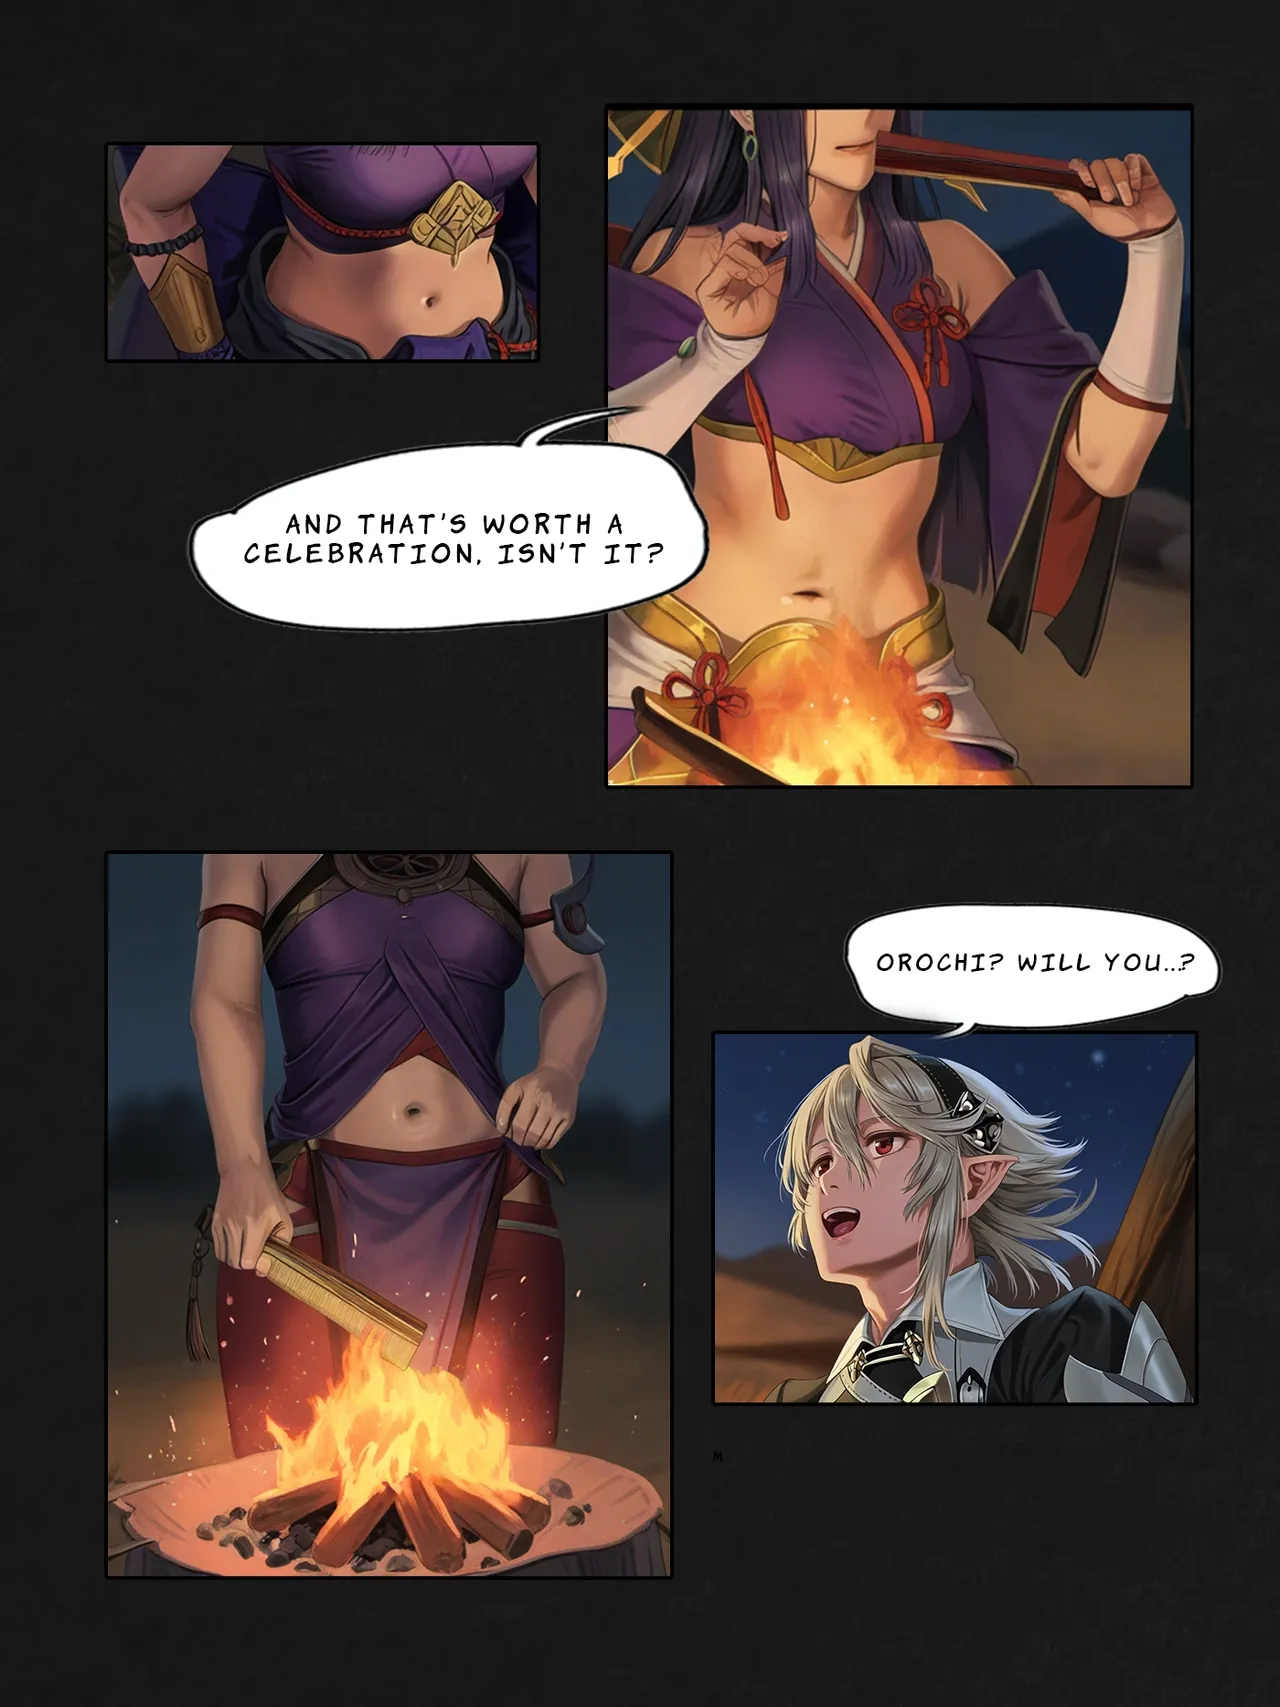 AND THAT'S WORTH A
CELEBRATION, ISN'T IT?
OROCHI? WILL YOU...?
M